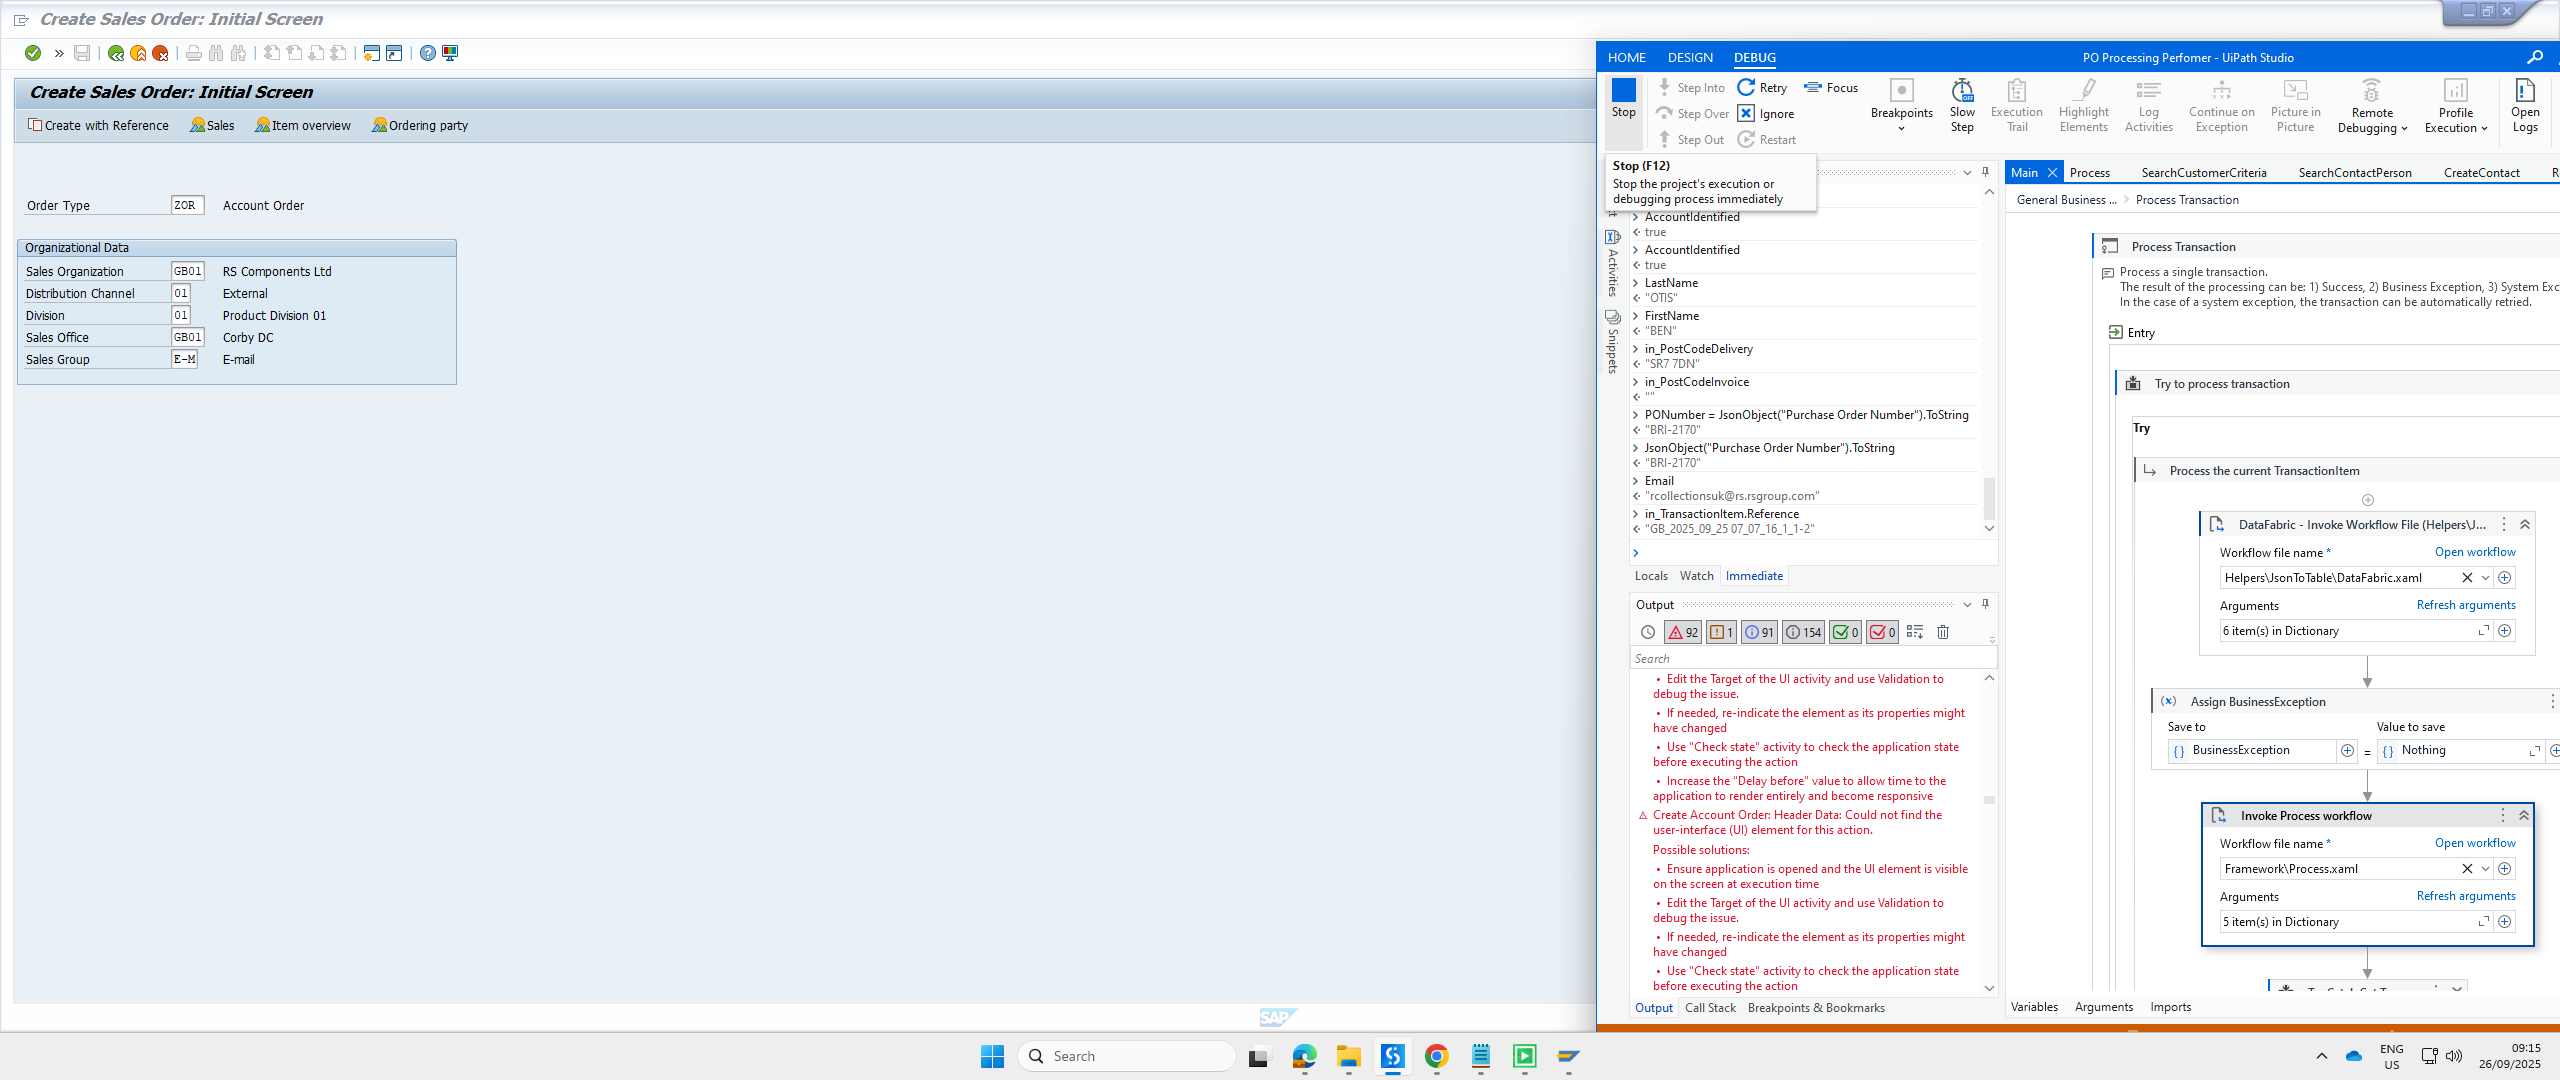 Create Sales Order: Initial Screen
Create Sales Order: Initial Screen
Create with Reference
Sales
Item overview
Ordering party
Order Type
ZOR
Account Order
Organizational Data
Sales Organization
GB01
RS Components Ltd
Distribution Channel
01
External
Division
01
Product Division 01
Sales Office
GB01
Corby DC
Sales Group
E-M
E-mail
SAP
HOME
DESIGN
DEBUG
PO Processing Perfomer - UiPath Studio
Stop
Step Into
Step Over
Step Out
Retry
Ignore
Restart
Focus
Breakpoints
Slow
Step
Execution
Trail
Highlight
Elements
Log
Activities
Continue on
Exception
Picture in
Picture
Remote
Debugging
Profile
Execution
Open
Logs
Stop (F12)
Stop the project's execution or
debugging process immediately
Activities
Snippets
AccountIdentified
true
AccountIdentified
true
LastName
"OTIS"
FirstName
"BEN"
in_PostCodeDelivery
"SR7 7DN"
in_PostCodeInvoice
""
PONumber = JsonObject("Purchase Order Number").ToString
"BRI-2170"
JsonObject("Purchase Order Number").ToString
"BRI-2170"
Email
"rcollectionsuk@rs.rsgroup.com"
in_TransactionItem.Reference
"GB_2025_09_25 07_07_16_1_1-2"
Locals
Watch
Immediate
Output
92
1
91
154
0
0
Search
• Edit the Target of the UI activity and use Validation to
debug the issue.
• If needed, re-indicate the element as its properties might
have changed
• Use "Check state" activity to check the application state
before executing the action
• Increase the "Delay before" value to allow time to the
application to render entirely and become responsive
Create Account Order: Header Data: Could not find the
user-interface (UI) element for this action.
Possible solutions:
• Ensure application is opened and the UI element is visible
on the screen at execution time
• Edit the Target of the UI activity and use Validation to
debug the issue.
• If needed, re-indicate the element as its properties might
have changed
• Use "Check state" activity to check the application state
before executing the action
Output
Call Stack
Breakpoints & Bookmarks
Main
Process
SearchCustomerCriteria
SearchContactPerson
CreateContact
General Business ...
Process Transaction
Process Transaction
Process a single transaction.
The result of the processing can be: 1) Success, 2) Business Exception, 3) System Exc
In the case of a system exception, the transaction can be automatically retried.
Entry
Try to process transaction
Try
Process the current TransactionItem
DataFabric - Invoke Workflow File (Helpers\J...
Workflow file name *
Open workflow
Helpers\JsonToTable\DataFabric.xaml
Arguments
Refresh arguments
6 item(s) in Dictionary
Assign BusinessException
Save to
Value to save
BusinessException
=
Nothing
Invoke Process workflow
Workflow file name *
Open workflow
Framework\Process.xaml
Arguments
Refresh arguments
5 item(s) in Dictionary
Variables
Arguments
Imports
Search
ENG
US
09:15
26/09/2025